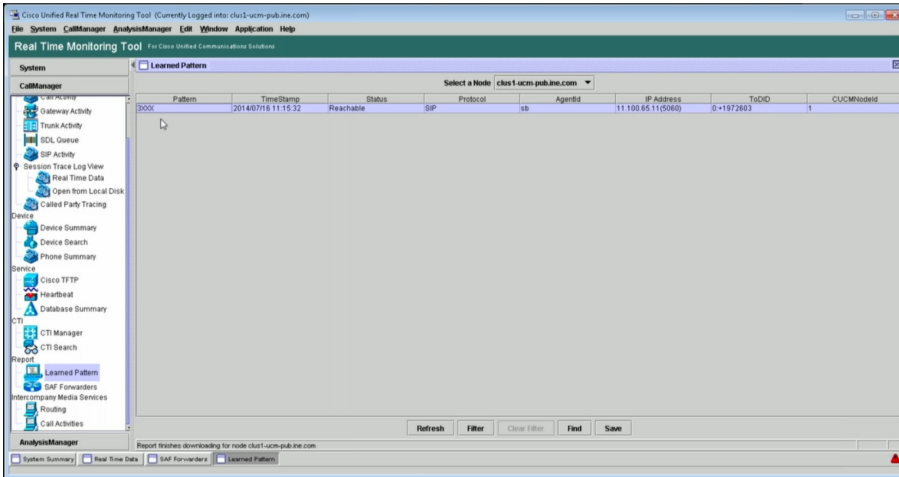 Cisco Unified Real Time Monitoring Tool (Currently Logged into: clus1-ucm-pub.ine.com)
File System CallManager AnalysisManager Edit Window Application Help
Real Time Monitoring Tool For Cisco Unified Communications Solutions
System
Learned Pattern
CallManager
Select a Node clus1-ucm-pub.ine.com
Pattern TimeStamp Status Protocol AgentId IP Address ToDID CUCMNodeId
3XXX 2014/07/16 11:15:32 Reachable SIP sb 11.100.65.11(5060) 0:+1972603 1
Call Activity
Gateway Activity
Trunk Activity
SDL Queue
SIP Activity
Session Trace Log View
Real Time Data
Open from Local Disk
Called Party Tracing
Device
Device Summary
Device Search
Phone Summary
Service
Cisco TFTP
Heartbeat
Database Summary
CTI
CTI Manager
CTI Search
Report
Learned Pattern
SAF Forwarders
Intercompany Media Services
Routing
Call Activities
Refresh Filter Clear Filter Find Save
AnalysisManager
Report finishes downloading for node clus1-ucm-pub.ine.com
System Summary Real Time Data SAF Forwarders Learned Pattern